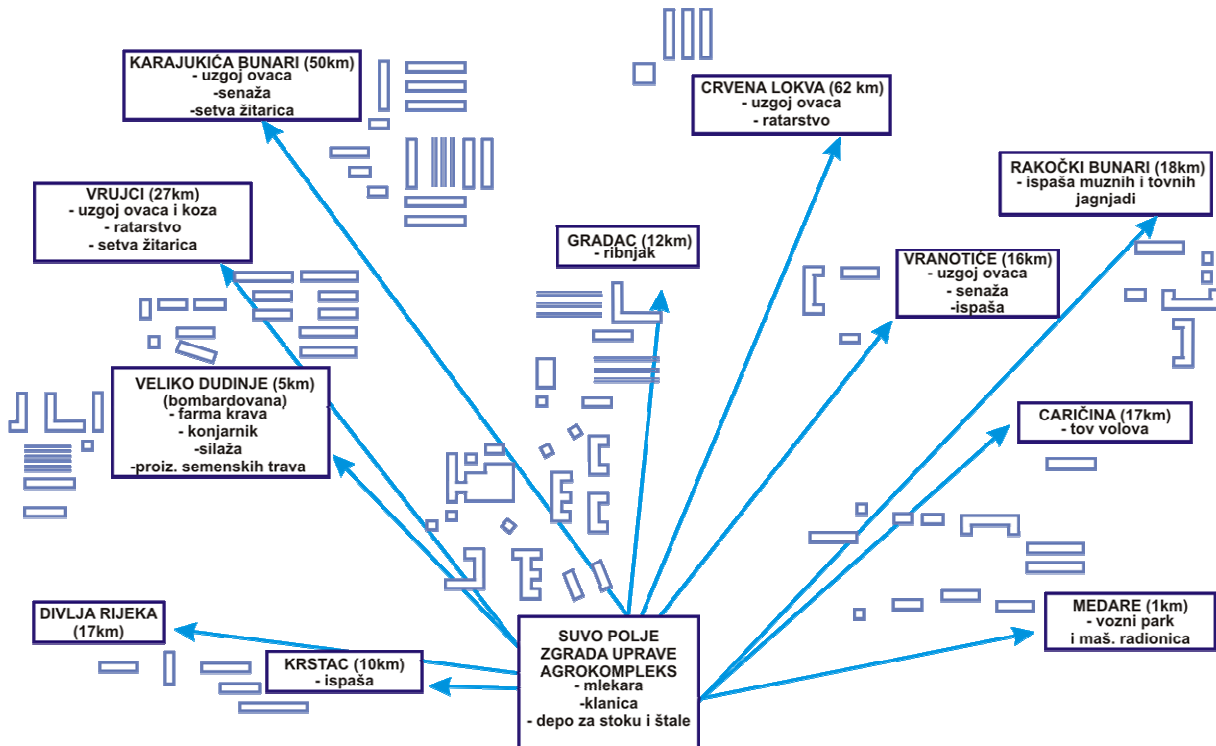 KARAJUKIĆA BUNARI (50km)
- uzgoj ovaca
-senaža
-setva žitarica
CRVENA LOKVA (62 km)
- uzgoj ovaca
- ratarstvo
RAKOČKI BUNARI (18km)
- ispaša muznih i tovnih
jagnjadi
VRUJCI (27km)
- uzgoj ovaca i koza
- ratarstvo
- setva žitarica
GRADAC (12km)
- ribnjak
VRANOTIĆE (16km)
- uzgoj ovaca
- senaža
-ispaša
VELIKO DUDINJE (5km)
(bombardovana)
- farma krava
- konjarnik
-silaža
-proiz. semenskih trava
CARIČINA (17km)
- tov volova
DIVLJA RIJEKA
(17km)
KRSTAC (10km)
- ispaša
SUVO POLJE
ZGRADA UPRAVE
AGROKOMPLEKS
- mlekara
-klanica
- depo za stoku i štale
MEDARE (1km)
- vozni park
i maš. radionica